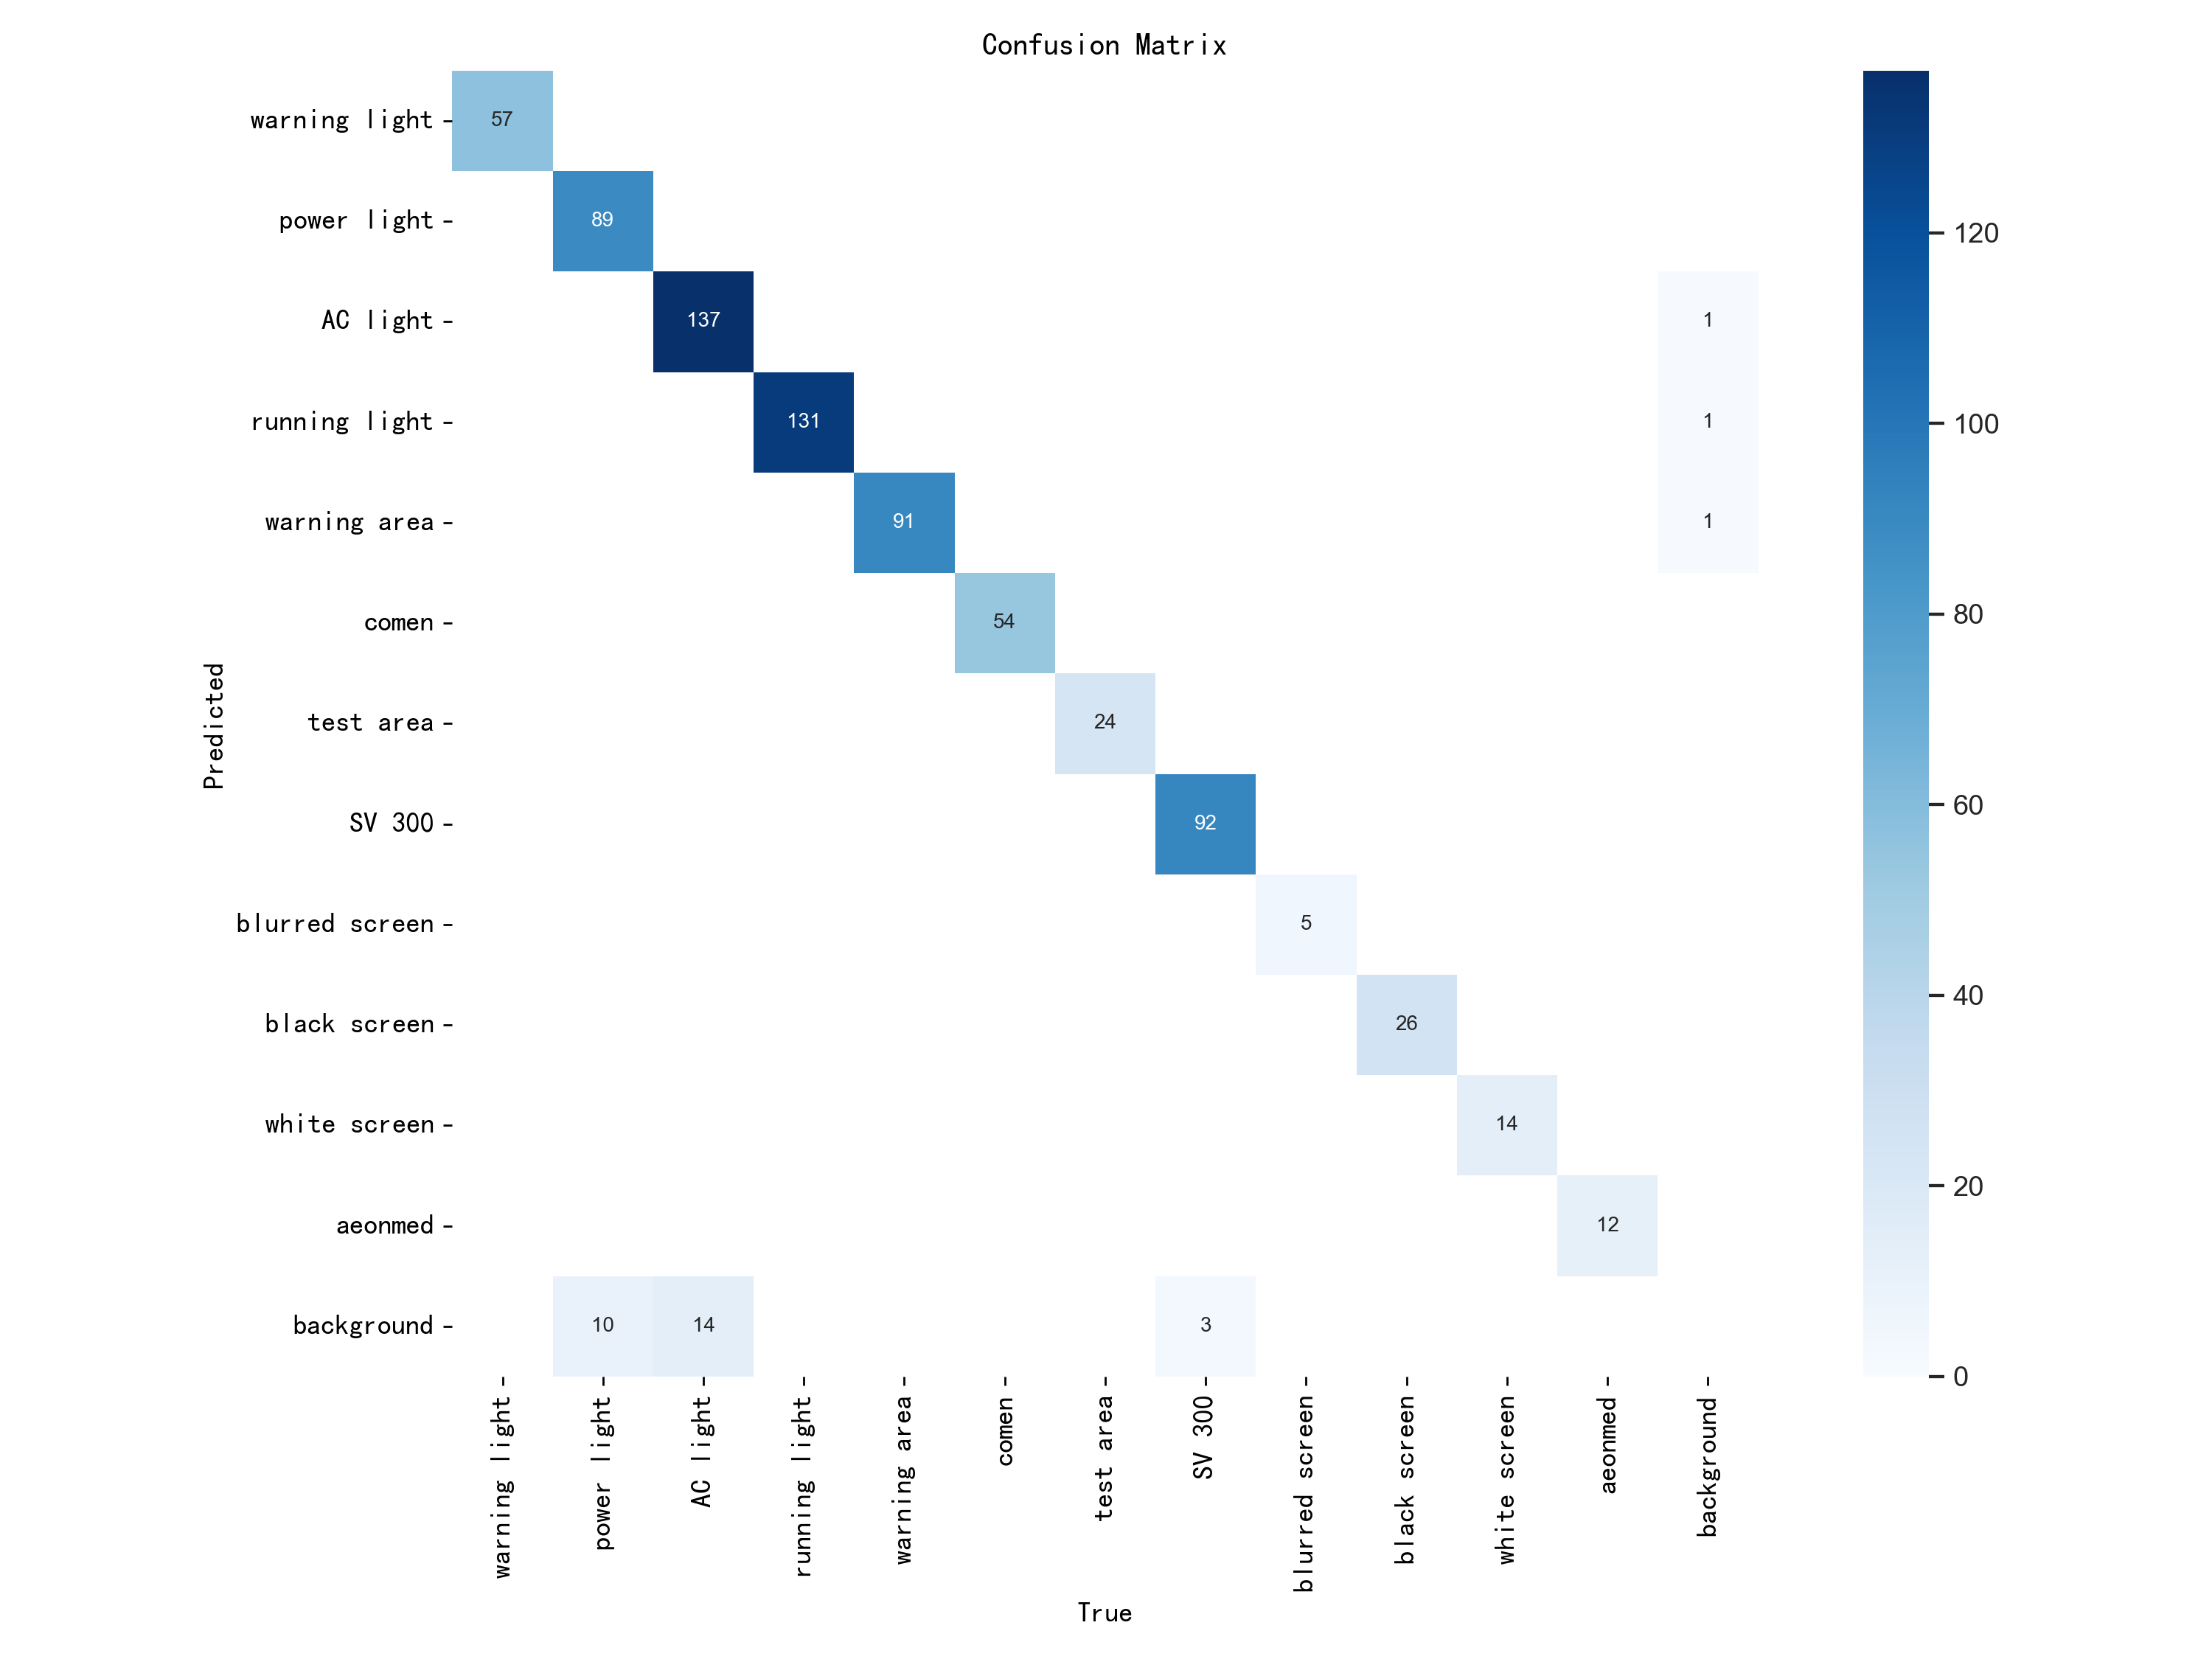 Confusion Matrix
warning light
57
power light
89
120
AC light
137
1
running light
131
1
100
warning area
91
1
comen
54
80
Predicted
test area
24
SV 300
92
60
blurred screen
5
black screen
26
40
white screen
14
20
aeonmed
12
background
10
14
3
0
warning light
power light
AC light
running light
warning area
comen
test area
SV 300
blurred screen
black screen
white screen
aeonmed
background
True